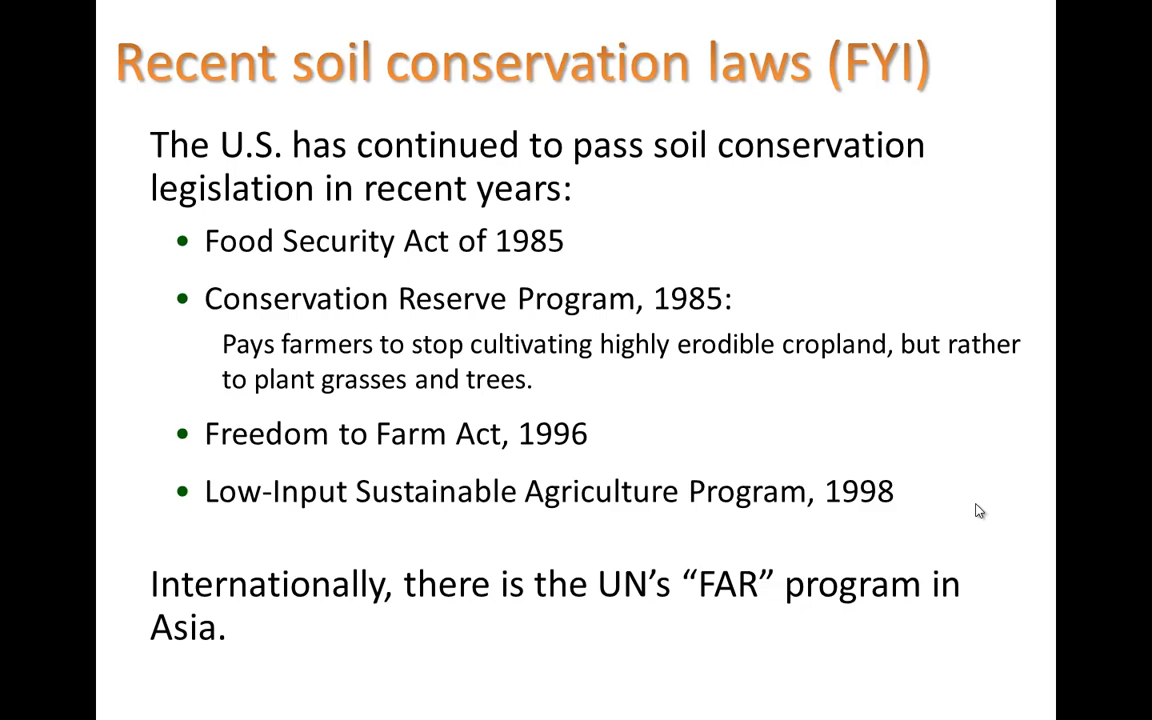 Recent soil conservation laws (FYI)
The U.S. has continued to pass soil conservation
legislation in recent years:
• Food Security Act of 1985
• Conservation Reserve Program, 1985:
Pays farmers to stop cultivating highly erodible cropland, but rather
to plant grasses and trees.
• Freedom to Farm Act, 1996
• Low-Input Sustainable Agriculture Program, 1998
Internationally, there is the UN’s “FAR” program in
Asia.